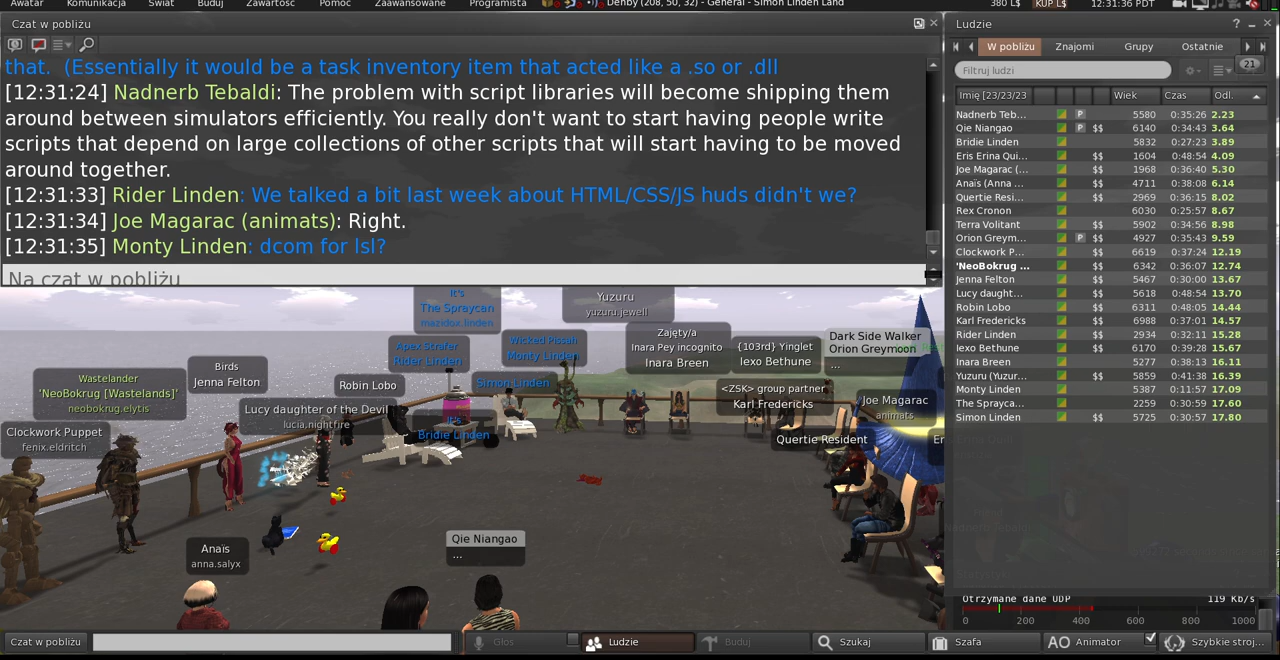 Awatar Komunikacja Świat Buduj Zawartość Pomoc Zaawansowane Programista Denby (208, 50, 32) - General - Simon Linden Land 380 L$ KUP L$ 12:31:36 PDT
Czat w pobliżu
that. (Essentially it would be a task inventory item that acted like a .so or .dll
[12:31:24] Nadnerb Tebaldi: The problem with script libraries will become shipping them
around between simulators efficiently. You really don't want to start having people write
scripts that depend on large collections of other scripts that will start having to be moved
around together.
[12:31:33] Rider Linden: We talked a bit last week about HTML/CSS/JS huds didn't we?
[12:31:34] Joe Magarac (animats): Right.
[12:31:35] Monty Linden: dcom for lsl?
Na czat w pobliżu
Ludzie
W pobliżu Znajomi Grupy Ostatnie
Filtruj ludzi
21
Imię [23/23/23 Wiek Czas Odl.
Nadnerb Teb... P 5580 0:35:26 2.23
Qie Niangao P $$ 6140 0:34:43 3.64
Bridie Linden 5832 0:27:23 3.89
Eris Erina Qui... $$ 1604 0:48:54 4.09
Joe Magarac (... $$ 1968 0:36:40 5.30
Anaïs (Anna ... $$ 4711 0:38:08 6.14
Quertie Resi... $$ 2969 0:36:15 8.02
Rex Cronon 6030 0:25:57 8.67
Terra Volitant $$ 5902 0:34:56 8.98
Orion Greym... P $$ 4927 0:35:43 9.59
Clockwork P... $$ 6619 0:37:24 12.19
'NeoBokrug ... $$ 6342 0:36:07 12.74
Jenna Felton $$ 5467 0:30:00 13.67
Lucy daught... $$ 5618 0:48:54 13.70
Robin Lobo $$ 6311 0:48:05 14.44
Karl Fredericks $$ 6988 0:37:01 14.57
Rider Linden $$ 2934 0:32:11 15.28
Iexo Bethune $$ 6170 0:39:28 15.67
Inara Breen 5277 0:38:13 16.11
Yuzuru (Yuzur... $$ 5859 0:41:38 16.39
Monty Linden 5387 0:11:57 17.09
The Sprayca... 2259 0:30:59 17.60
Simon Linden $$ 5725 0:30:57 17.80
It's
The Spraycan
mazidox.linden
Yuzuru
yuzuru.jewell
Apex Strafer
Rider Linden
Wicked Pissah
Monty Linden
Zajęty/a
Inara Pey incognito
Inara Breen
{103rd} Yinglet
Iexo Bethune
Dark Side Walker
Orion Greymoon
...
Wastelander
'NeoBokrug [Wastelands]'
neobokrug.elytis
Birds
Jenna Felton
Robin Lobo
Simon Linden
<ZSK> group partner
Karl Fredericks
Joe Magarac
animats
Lucy daughter of the Devil
lucia.nightfire
It's
Bridie Linden
Clockwork Puppet
fenix.eldritch
Quertie Resident
Er
Anaïs
anna.salyx
Qie Niangao
...
Otrzymane dane UDP 119 Kb/s
0 200 400 600 1000
Czat w pobliżu Głos Ludzie Buduj Szukaj Szafa AO Animator Szybkie stroj...